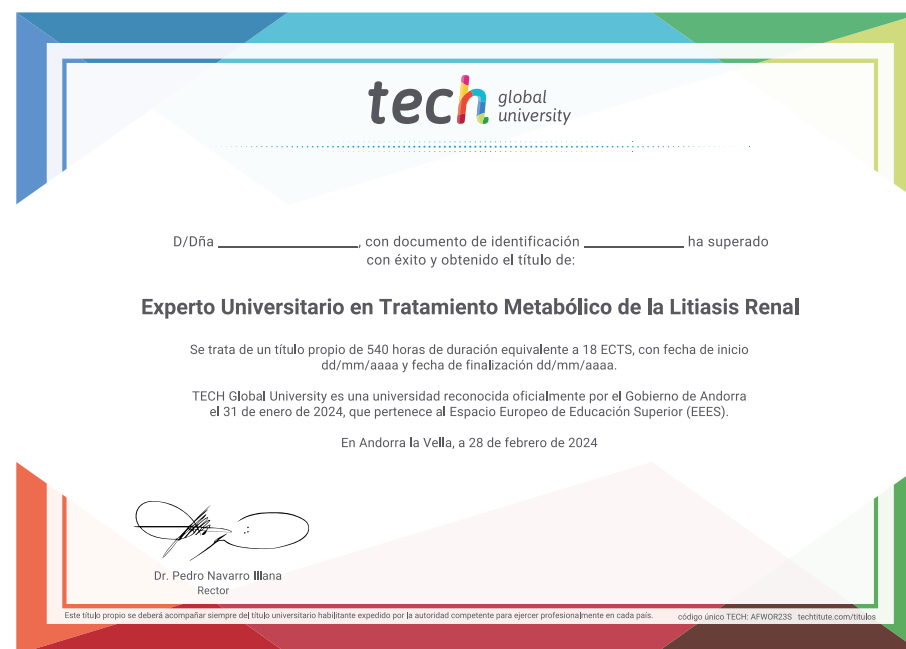 tech global university
D/Dña ____________________, con documento de identificación ______________ ha superado
con éxito y obtenido el título de:
Experto Universitario en Tratamiento Metabólico de la Litiasis Renal
Se trata de un título propio de 540 horas de duración equivalente a 18 ECTS, con fecha de inicio
dd/mm/aaaa y fecha de finalización dd/mm/aaaa.
TECH Global University es una universidad reconocida oficialmente por el Gobierno de Andorra
el 31 de enero de 2024, que pertenece al Espacio Europeo de Educación Superior (EEES).
En Andorra la Vella, a 28 de febrero de 2024
Dr. Pedro Navarro Illana
Rector
Este título propio se deberá acompañar siempre del título universitario habilitante expedido por la autoridad competente para ejercer profesionalmente en cada país.
código único TECH: AFWOR23S techtitute.com/titulos